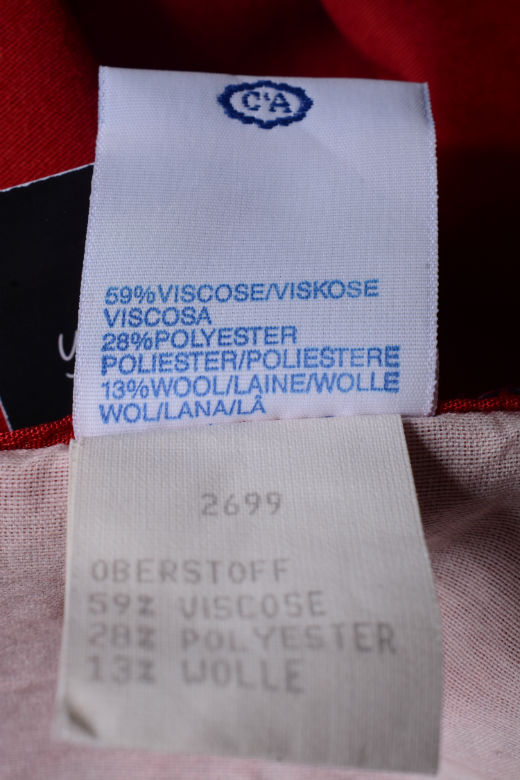 C&A
59%VISCOSE/VISKOSE
VISCOSA
28%POLYESTER
POLIESTER/POLIESTERE
13%WOOL/LAINE/WOLLE
WOL/LANA/LÂ
2699
OBERSTOFF
59% VISCOSE
28% POLYESTER
13% WOLLE